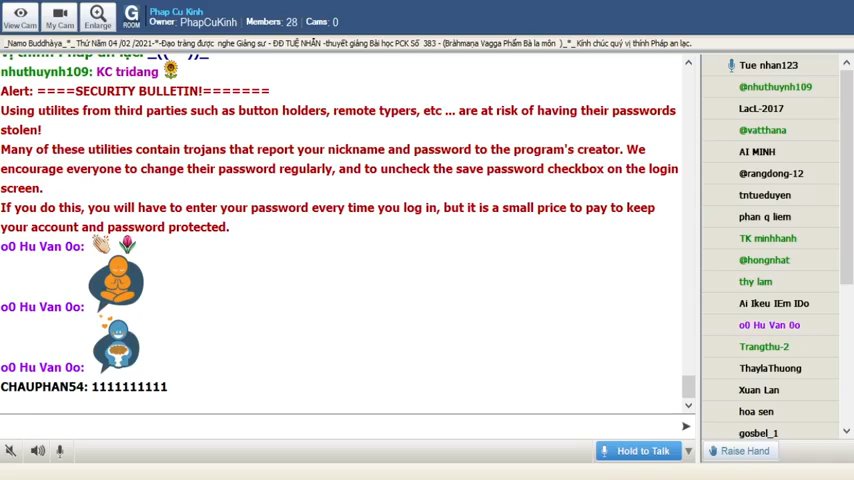 Phap Cu Kinh
Owner: PhapCuKinh Members: 28 Cams: 0
View Cam My Cam Enlarge G ROOM
_Namo Buddhàya_*_ Thứ Năm 04 /02 /2021-*-Đạo tràng được nghe Giảng sư - ĐĐ TUỆ NHÂN -thuyết giảng Bài học PCK Số 383 - (Bràhmaṇa Vagga Phẩm Bà la môn )_*_ Kính chúc quý vị thính Pháp an lạc.
nhuthuynh109: KC tridang
Alert: ====SECURITY BULLETIN!=======
Using utilites from third parties such as button holders, remote typers, etc ... are at risk of having their passwords
stolen!
Many of these utilities contain trojans that report your nickname and password to the program's creator. We
encourage everyone to change their password regularly, and to uncheck the save password checkbox on the login
screen.
If you do this, you will have to enter your password every time you log in, but it is a small price to pay to keep
your account and password protected.
o0 Hu Van 0o:
o0 Hu Van 0o:
o0 Hu Van 0o:
CHAUPHAN54: 1111111111
Hold to Talk
Tue nhan123
@nhuthuynh109
LacL-2017
@vatthana
AI MINH
@rangdong-12
tntueduyen
phan q liem
TK minhhanh
@hongnhat
thy lam
Ai Ikeu IEm IDo
o0 Hu Van 0o
Trangthu-2
ThaylaThuong
Xuan Lan
hoa sen
gosbel_1
Raise Hand